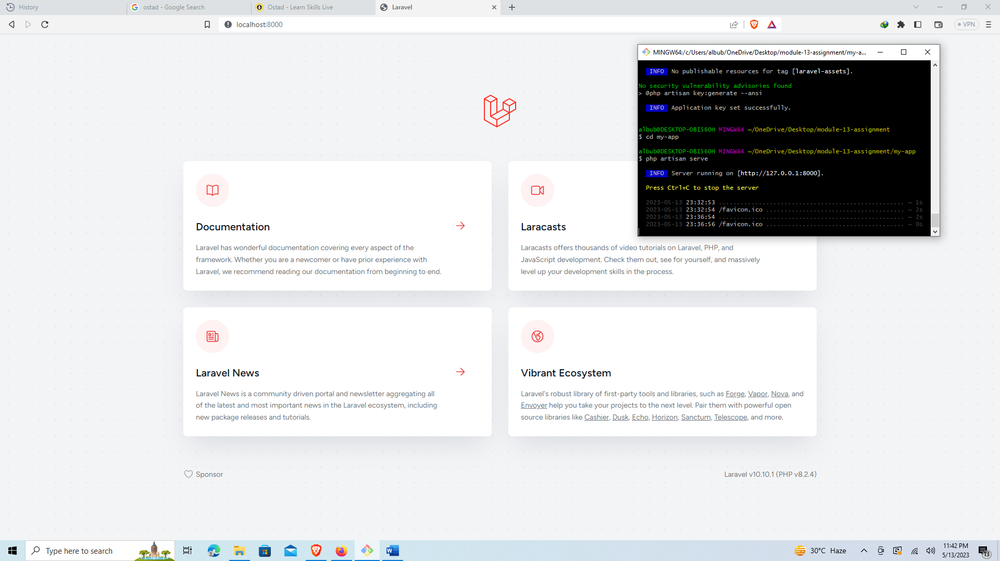 History
ostad - Google Search
Ostad - Learn Skills Live
Laravel
localhost:8000
VPN
MINGW64:/c/Users/albub/OneDrive/Desktop/module-13-assignment/my-a...
INFO No publishable resources for tag [laravel-assets].
No security vulnerability advisories found
> @php artisan key:generate --ansi
INFO Application key set successfully.
albub@DESKTOP-OBI56OH MINGW64 ~/OneDrive/Desktop/module-13-assignment
$ cd my-app
albub@DESKTOP-OBI56OH MINGW64 ~/OneDrive/Desktop/module-13-assignment/my-app
$ php artisan serve
INFO Server running on [http://127.0.0.1:8000].
Press Ctrl+C to stop the server
2023-05-13 23:32:53 ................................................... ~ 1s
2023-05-13 23:32:54 /favicon.ico ...................................... ~ 2s
2023-05-13 23:36:54 ................................................... ~ 2s
2023-05-13 23:36:56 /favicon.ico ...................................... ~ 0s
Documentation
Laravel has wonderful documentation covering every aspect of the
framework. Whether you are a newcomer or have prior experience with
Laravel, we recommend reading our documentation from beginning to end.
Laracasts
Laracasts offers thousands of video tutorials on Laravel, PHP, and
JavaScript development. Check them out, see for yourself, and massively
level up your development skills in the process.
Laravel News
Laravel News is a community driven portal and newsletter aggregating all
of the latest and most important news in the Laravel ecosystem, including
new package releases and tutorials.
Vibrant Ecosystem
Laravel's robust library of first-party tools and libraries, such as Forge, Vapor, Nova, and
Envoyer help you take your projects to the next level. Pair them with powerful open
source libraries like Cashier, Dusk, Echo, Horizon, Sanctum, Telescope, and more.
Sponsor
Laravel v10.10.1 (PHP v8.2.4)
Type here to search
30°C Haze
11:42 PM
5/13/2023
13